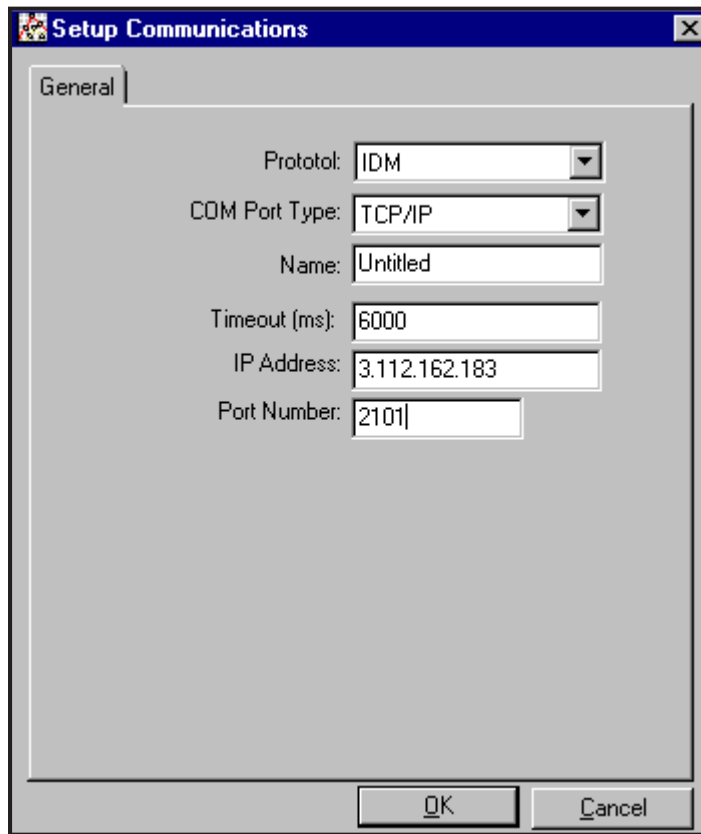 Setup Communications
General
Prototol: IDM
COM Port Type: TCP/IP
Name: Untitled
Timeout (ms): 6000
IP Address: 3.112.162.183
Port Number: 2101
OK Cancel